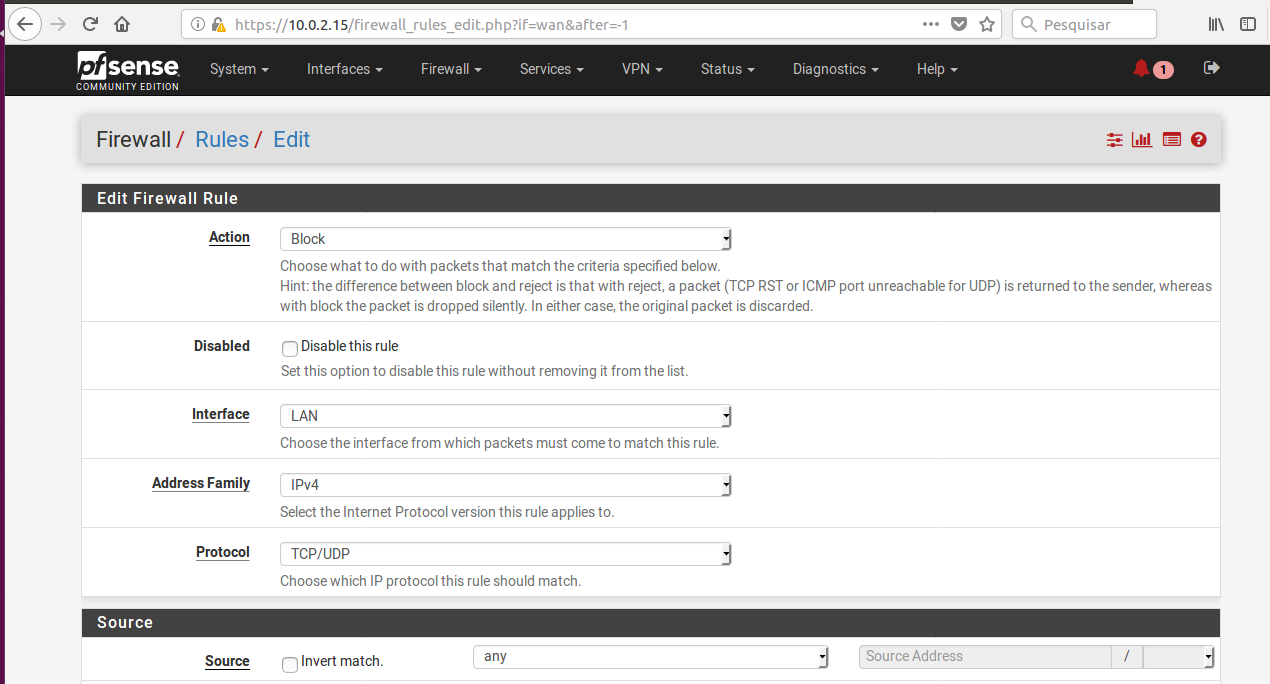 https://10.0.2.15/firewall_rules_edit.php?if=wan&after=-1
Pesquisar
pfsense
COMMUNITY EDITION
System
Interfaces
Firewall
Services
VPN
Status
Diagnostics
Help
1
Firewall / Rules / Edit
Edit Firewall Rule
Action
Block
Choose what to do with packets that match the criteria specified below.
Hint: the difference between block and reject is that with reject, a packet (TCP RST or ICMP port unreachable for UDP) is returned to the sender, whereas
with block the packet is dropped silently. In either case, the original packet is discarded.
Disabled
Disable this rule
Set this option to disable this rule without removing it from the list.
Interface
LAN
Choose the interface from which packets must come to match this rule.
Address Family
IPv4
Select the Internet Protocol version this rule applies to.
Protocol
TCP/UDP
Choose which IP protocol this rule should match.
Source
Source
Invert match.
any
Source Address
/